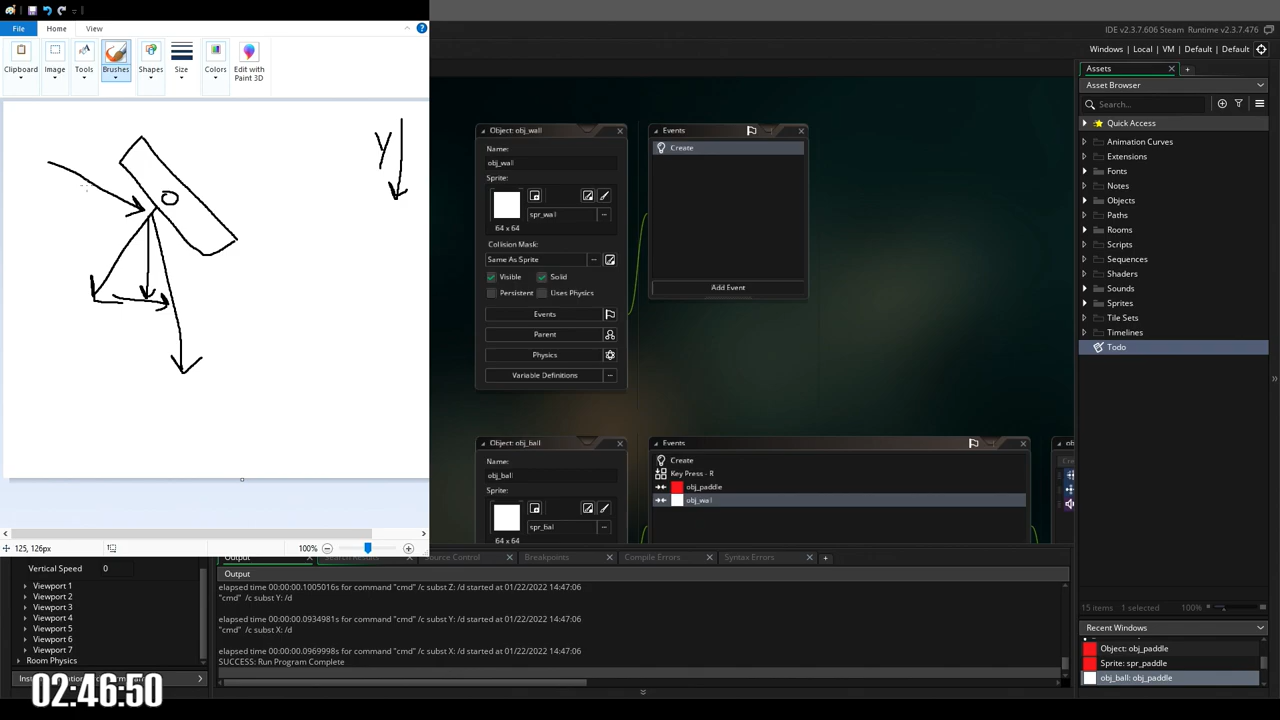 File
Home
View
Clipboard
Image
Tools
Brushes
Shapes
Size
Colors
Edit with
Paint 3D
Y
125, 126px
100%
IDE v2.3.7.606 Steam Runtime v2.3.7.476
Windows | Local | VM | Default | Default
Object: obj_wall
Name:
obj_wall
Sprite:
spr_wall
64 x 64
Collision Mask:
Same As Sprite
Visible
Solid
Persistent
Uses Physics
Events
Parent
Physics
Variable Definitions
Events
Create
Add Event
Object: obj_ball
Name:
obj_ball
Sprite:
spr_ball
64 x 64
Events
Create
Key Press - R
obj_paddle
obj_wall
Assets
Asset Browser
Search...
Quick Access
Animation Curves
Extensions
Fonts
Notes
Objects
Paths
Rooms
Scripts
Sequences
Shaders
Sounds
Sprites
Tile Sets
Timelines
Todo
15 items
1 selected
100%
Recent Windows
Object: obj_paddle
Sprite: spr_paddle
obj_ball: obj_paddle
Vertical Speed 0
Viewport 1
Viewport 2
Viewport 3
Viewport 4
Viewport 5
Viewport 6
Viewport 7
Room Physics
Output
Source Control
Breakpoints
Compile Errors
Syntax Errors
Output
elapsed time 00:00:00.1005016s for command "cmd" /c subst Z: /d started at 01/22/2022 14:47:06
"cmd" /c subst Y: /d
elapsed time 00:00:00.0934981s for command "cmd" /c subst Y: /d started at 01/22/2022 14:47:06
"cmd" /c subst X: /d
elapsed time 00:00:00.0969998s for command "cmd" /c subst X: /d started at 01/22/2022 14:47:06
SUCCESS: Run Program Complete
02:46:50